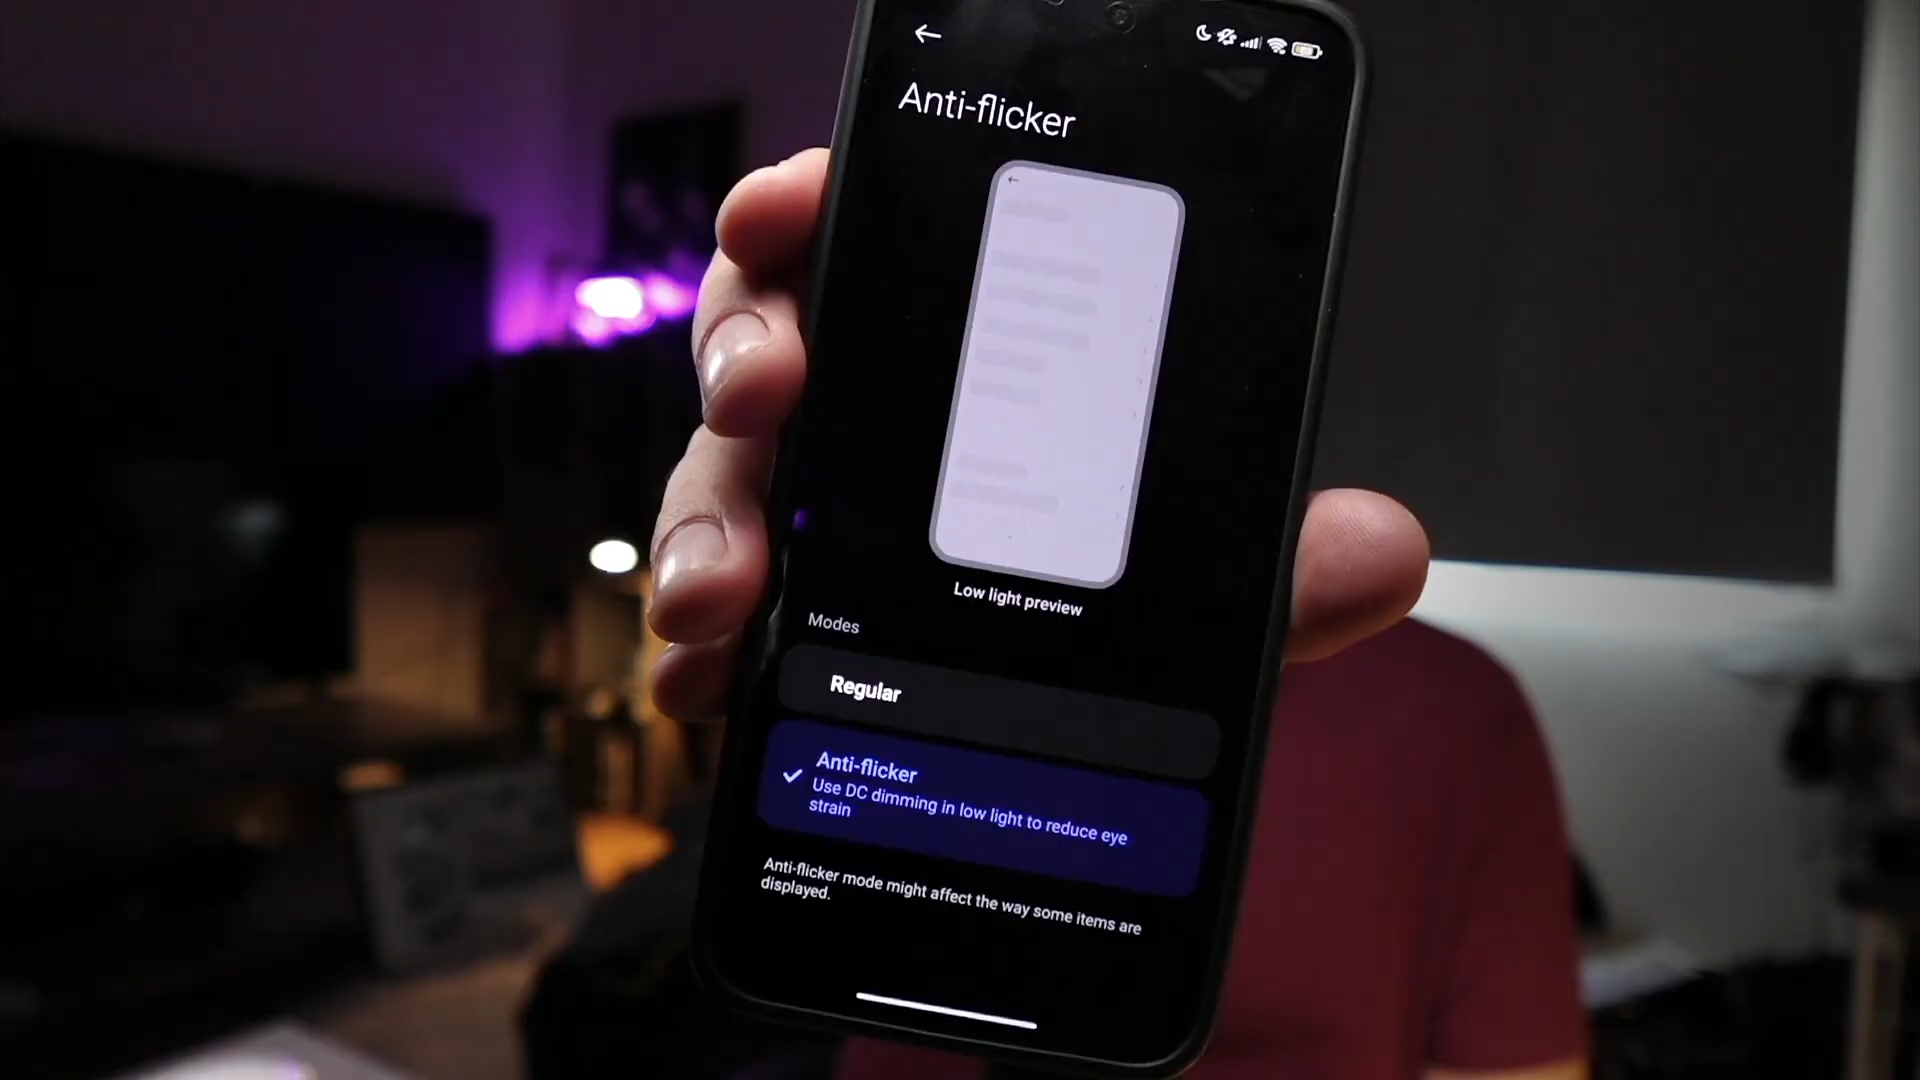 Anti-flicker
Low light preview
Modes
Regular
Anti-flicker
Use DC dimming in low light to reduce eye
strain
Anti-flicker mode might affect the way some items are
displayed.